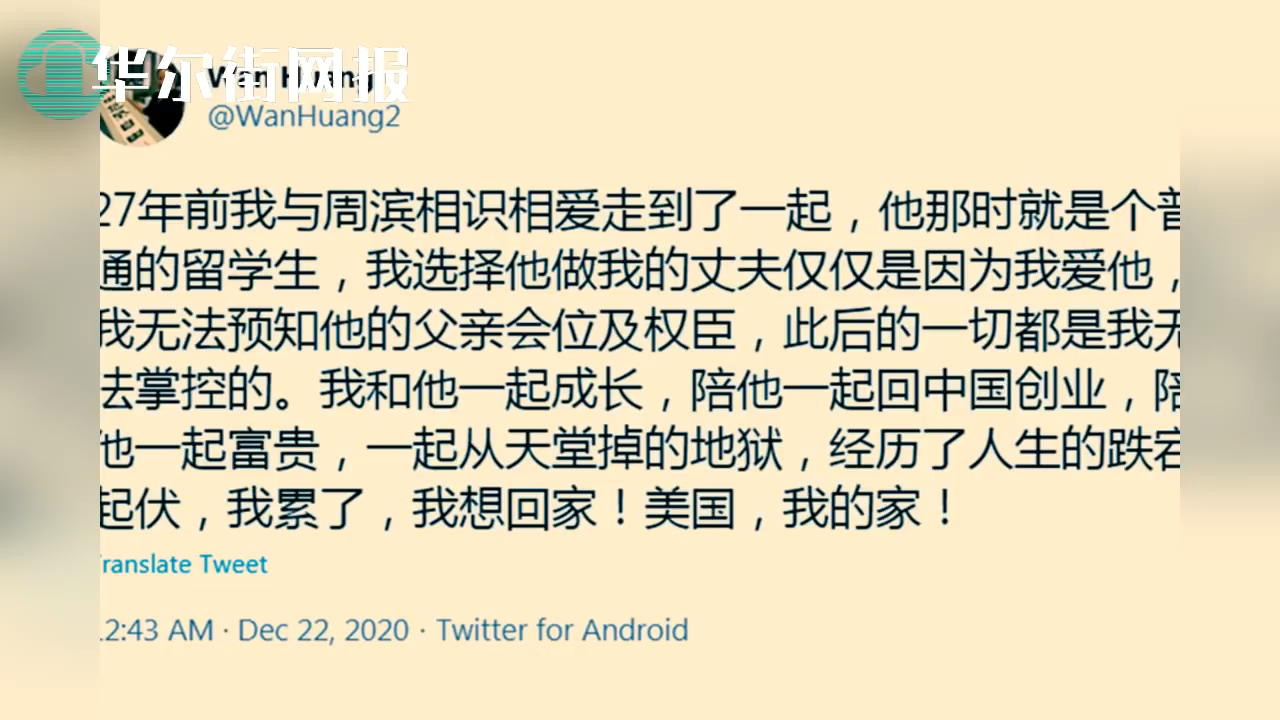 华尔街网报
Wan Huang
@WanHuang2
27年前我与周滨相识相爱走到了一起，他那时就是个普
通的留学生，我选择他做我的丈夫仅仅是因为我爱他，
我无法预知他的父亲会位及权臣，此后的一切都是我无
法掌控的。我和他一起成长，陪他一起回中国创业，陪
他一起富贵，一起从天堂掉的地狱，经历了人生的跌宕
起伏，我累了，我想回家！美国，我的家！
Translate Tweet
12:43 AM · Dec 22, 2020 · Twitter for Android